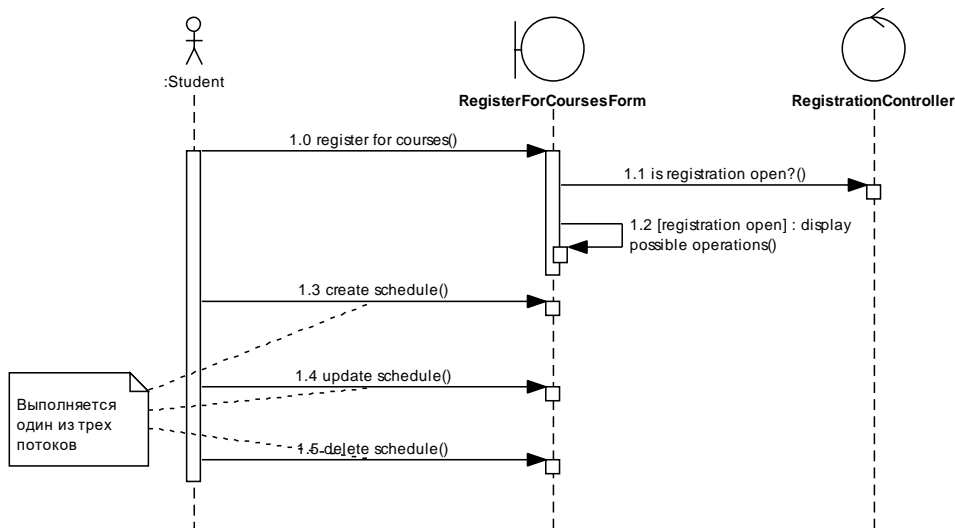 :Student
RegisterForCoursesForm
RegistrationController
1.0 register for courses()
1.1 is registration open?()
1.2 [registration open] : display
possible operations()
1.3 create schedule()
1.4 update schedule()
Выполняется
один из трех
потоков
1.5 delete schedule()